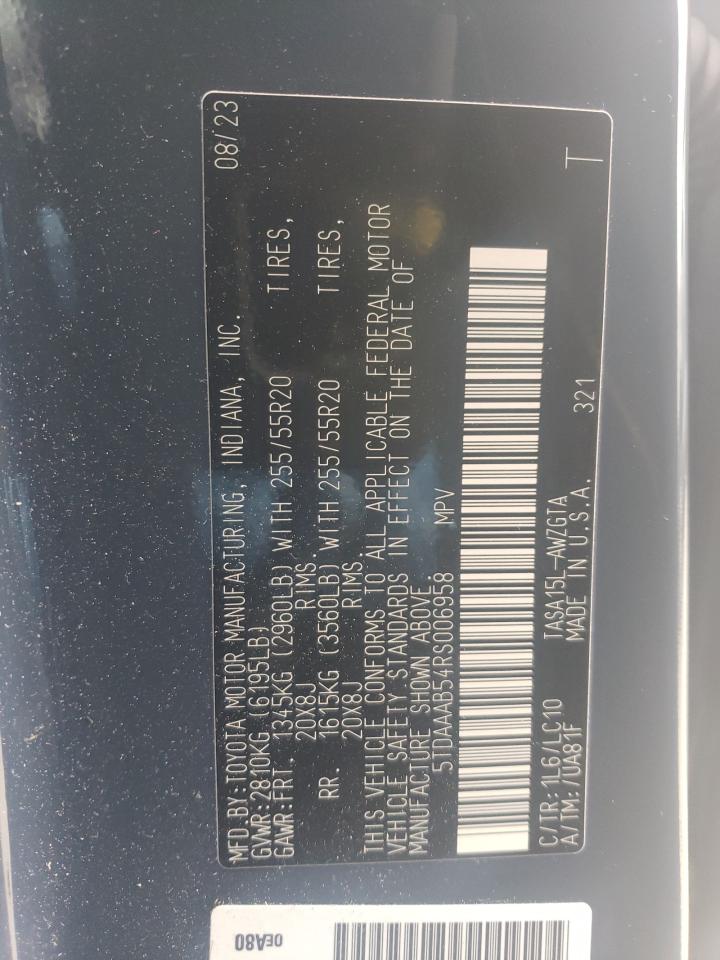 08/23
MFD.BY:TOYOTA MOTOR MANUFACTURING, INDIANA, INC.
GVWR:2810KG (6195LB)
GAWR:FRT. 1345KG (2960LB) WITH 255/55R20 TIRES,
20X8J RIMS.
RR. 1615KG (3560LB) WITH 255/55R20 TIRES,
20X8J RIMS.
THIS VEHICLE CONFORMS TO ALL APPLICABLE FEDERAL MOTOR
VEHICLE SAFETY STANDARDS IN EFFECT ON THE DATE OF
MANUFACTURE SHOWN ABOVE.
5TDAAAB54RS006958 MPV
C/TR:1L6/LC10 TASA15L-AWZGTA T
A/TM:/UA81F MADE IN U.S.A. 321
0EA80